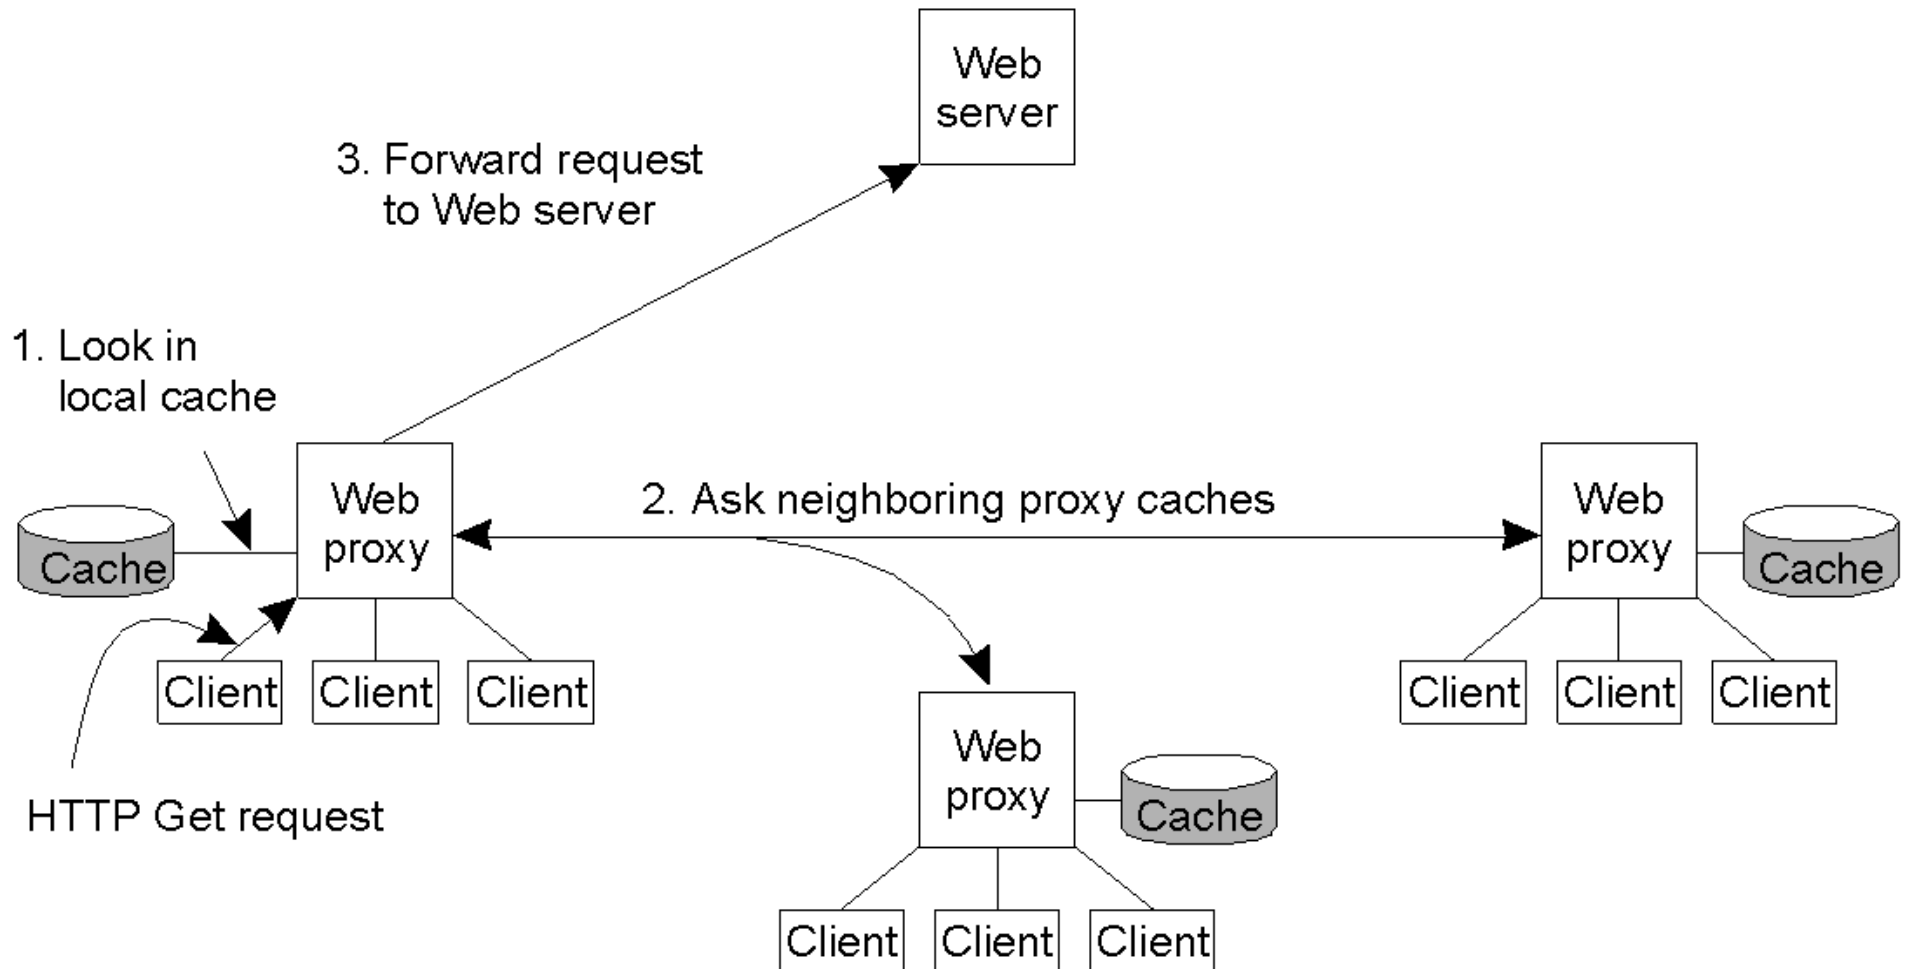 Web
server
3. Forward request
to Web server
1. Look in
local cache
Web
proxy
Cache
2. Ask neighboring proxy caches
Web
proxy
Cache
Client
Client
Client
Client
Client
Client
HTTP Get request
Web
proxy
Cache
Client
Client
Client